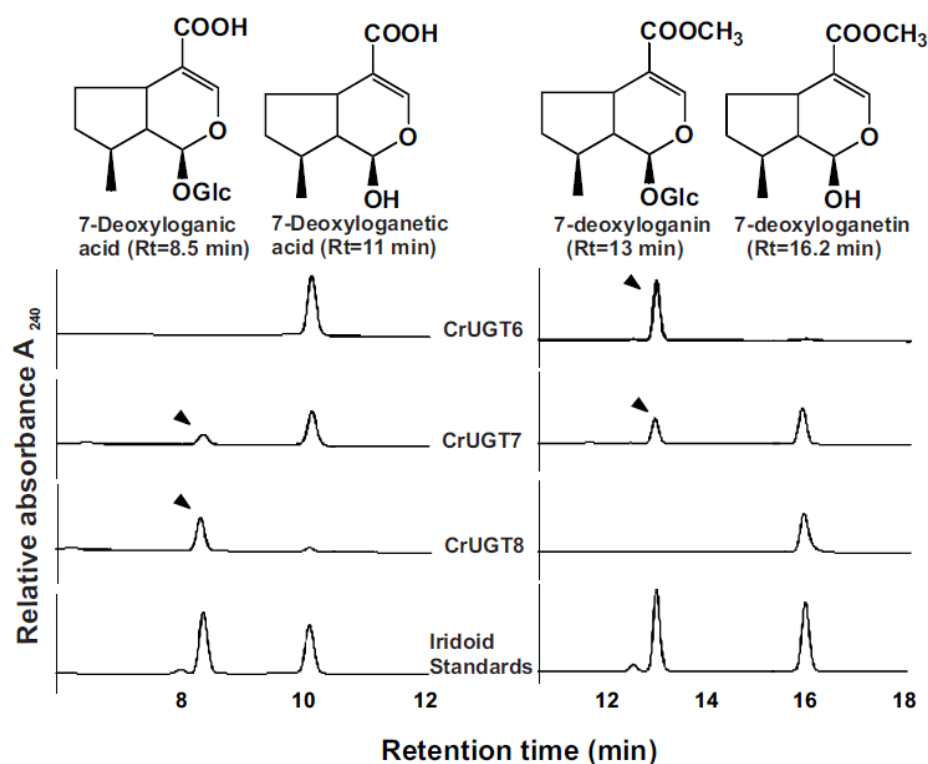 COOH
O
OGlc
7-Deoxyloganic
acid (Rt=8.5 min)
COOH
O
OH
7-Deoxyloganetic
acid (Rt=11 min)
COOCH3
O
OGlc
7-deoxyloganin
(Rt=13 min)
COOCH3
O
OH
7-deoxyloganetin
(Rt=16.2 min)
Relative absorbance A 240
CrUGT6
CrUGT7
CrUGT8
Iridoid
Standards
8 10 12
12 14 16 18
Retention time (min)